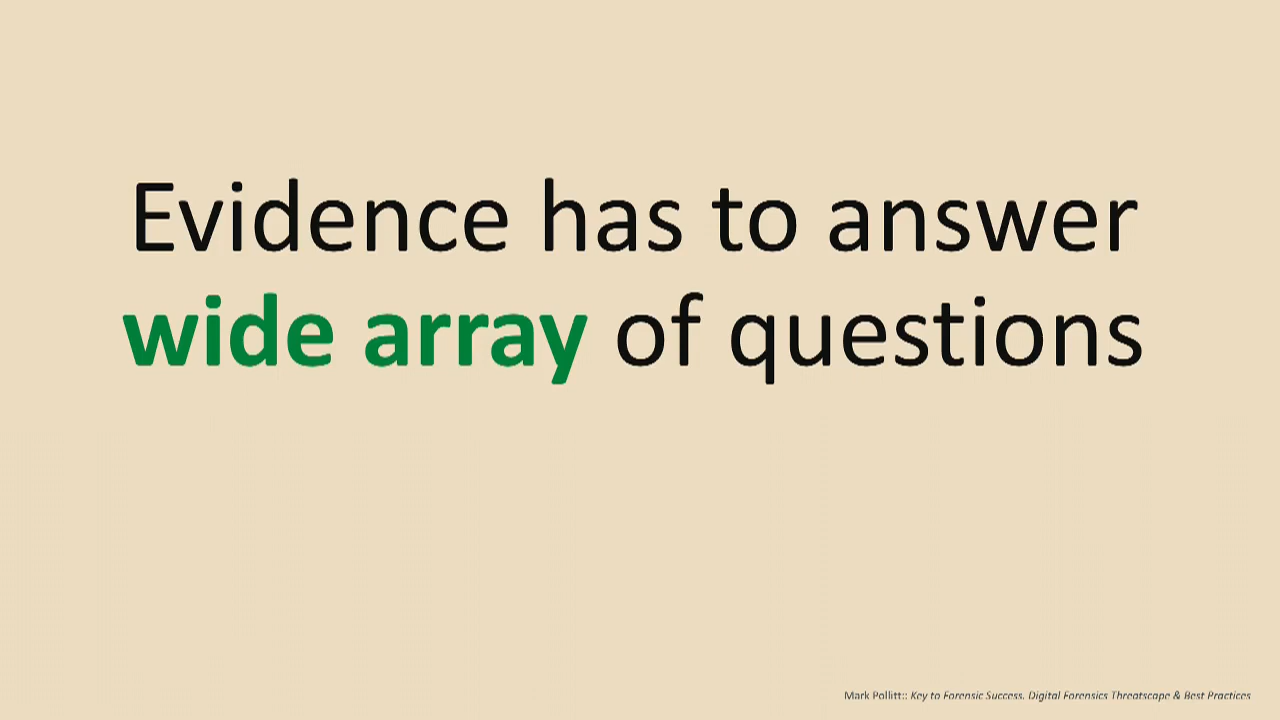 Evidence has to answer
wide array of questions
Mark Pollitt:: Key to Forensic Success. Digital Forensics Threatscape & Best Practices